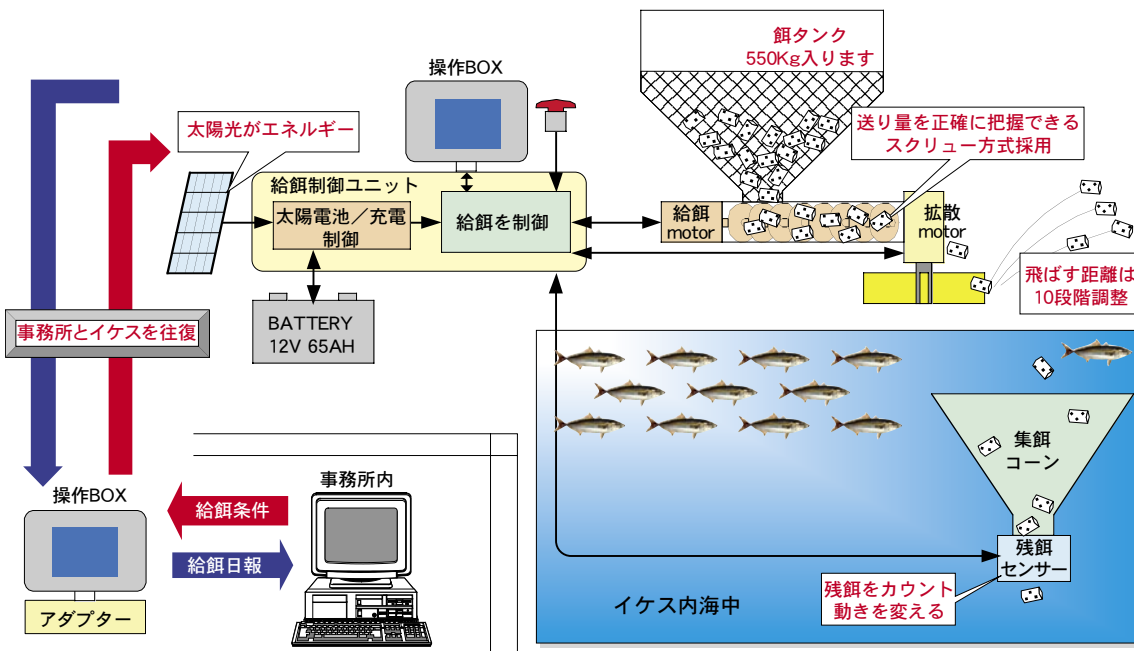 餌タンク
550Kg入ります
操作BOX
太陽光がエネルギー
送り量を正確に把握できる
スクリュー方式採用
給餌制御ユニット
太陽電池／充電
制御
給餌を制御
給餌
motor
拡散
motor
飛ばす距離は
10段階調整
BATTERY
12V 65AH
事務所とイケスを往復
集餌
コーン
操作BOX
事務所内
給餌条件
給餌日報
アダプター
残餌
センサー
残餌をカウント
動きを変える
イケス内海中